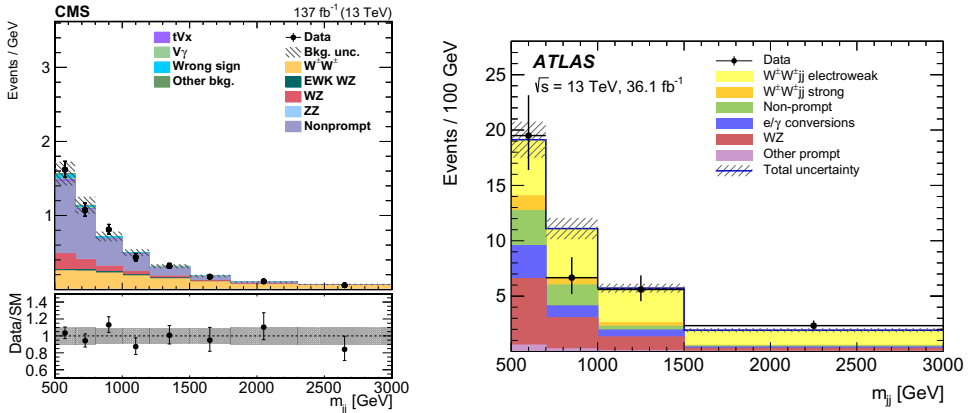 CMS 137 fb⁻¹ (13 TeV)
Events / GeV
3
2
1
tVx
Vγ
Wrong sign
Other bkg.
Data
Bkg. unc.
W±W±
EWK WZ
WZ
ZZ
Nonprompt
Data/SM
1.4
1.2
1.0
0.8
0.6
500 1000 1500 2000 2500 3000
m_jj [GeV]
ATLAS
√s = 13 TeV, 36.1 fb⁻¹
Events / 100 GeV
25
20
15
10
5
Data
W±W±jj electroweak
W±W±jj strong
Non-prompt
e/γ conversions
WZ
Other prompt
Total uncertainty
500 1000 1500 2000 2500 3000
m_jj [GeV]